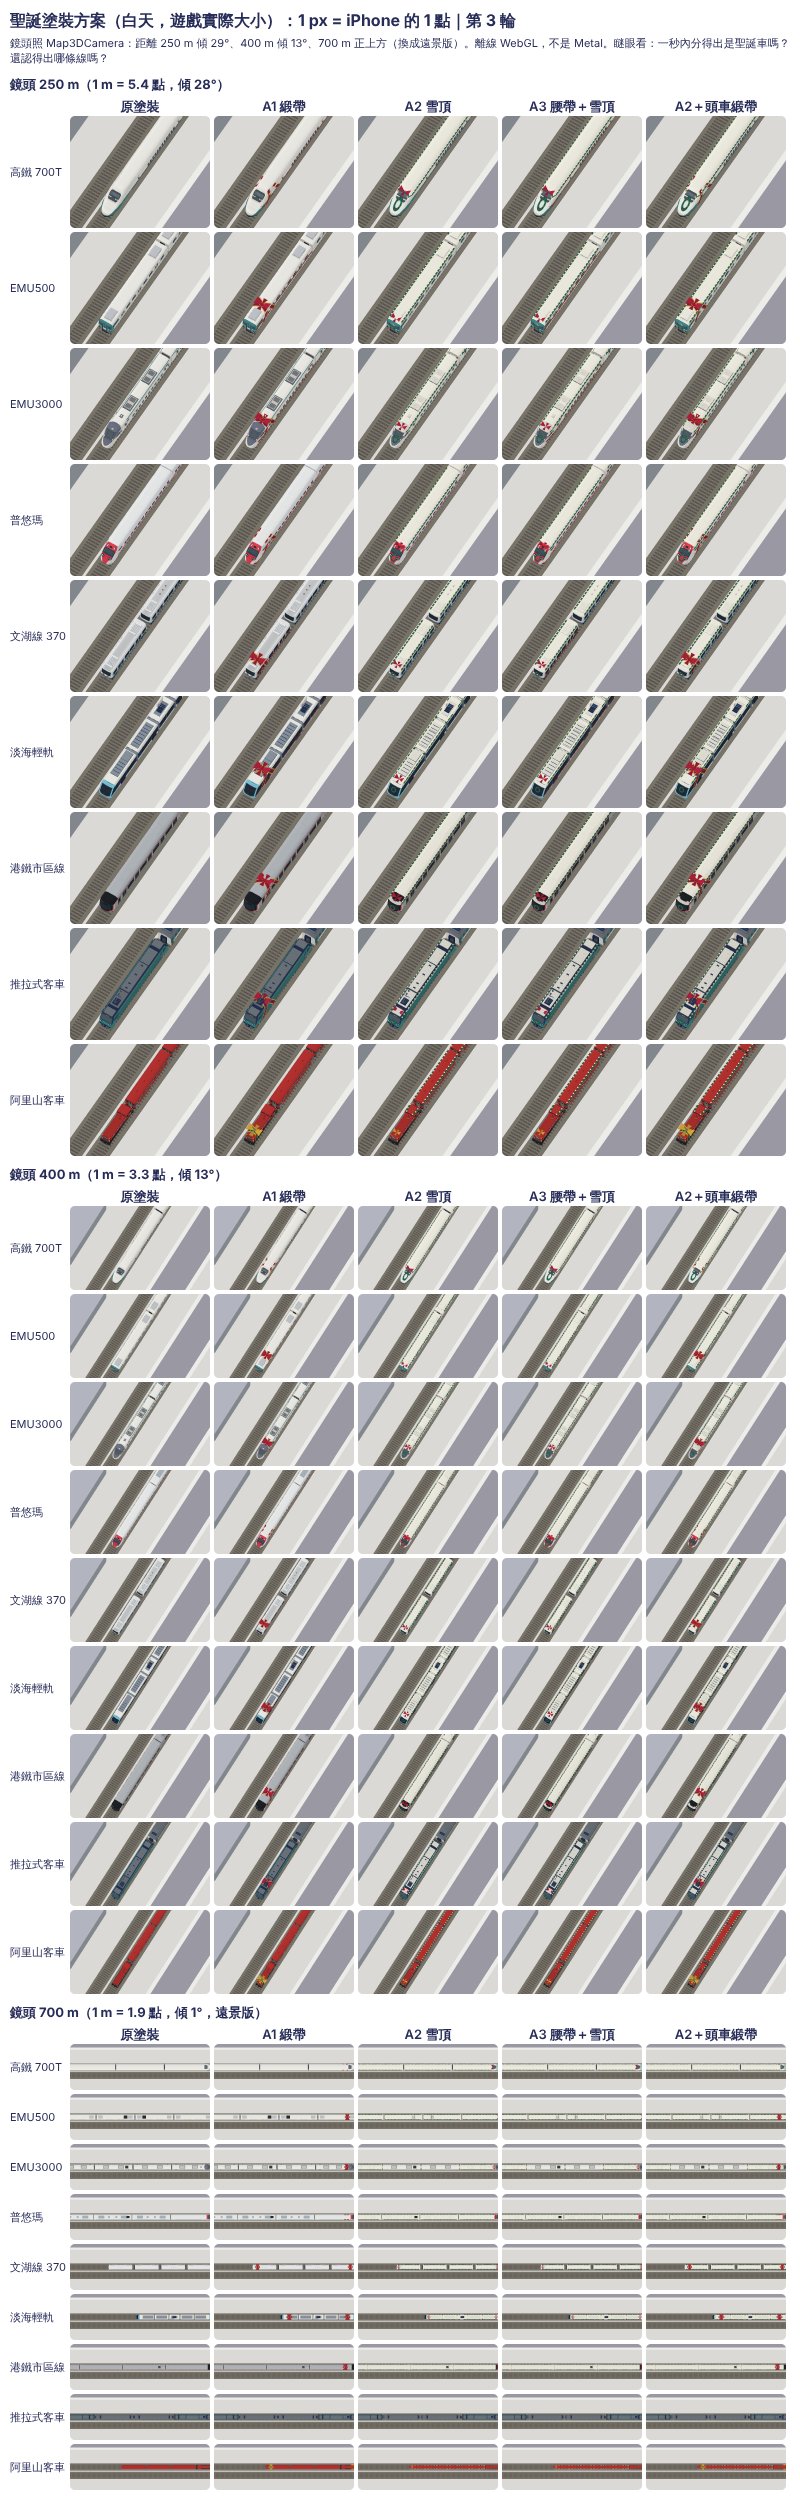 聖誕塗裝方案（白天，遊戲實際大小）：1 px = iPhone 的 1 點｜第 3 輪
鏡頭照 Map3DCamera：距離 250 m 傾 29°、400 m 傾 13°、700 m 正上方（換成遠景版）。離線 WebGL，不是 Metal。瞇眼看：一秒內分得出是聖誕車嗎？
還認得出哪條線嗎？
鏡頭 250 m（1 m = 5.4 點，傾 28°）
原塗裝 A1 緞帶 A2 雪頂 A3 腰帶＋雪頂 A2＋頭車緞帶
高鐵 700T
EMU500
EMU3000
普悠瑪
文湖線 370
淡海輕軌
港鐵市區線
推拉式客車
阿里山客車
鏡頭 400 m（1 m = 3.3 點，傾 13°）
原塗裝 A1 緞帶 A2 雪頂 A3 腰帶＋雪頂 A2＋頭車緞帶
高鐵 700T
EMU500
EMU3000
普悠瑪
文湖線 370
淡海輕軌
港鐵市區線
推拉式客車
阿里山客車
鏡頭 700 m（1 m = 1.9 點，傾 1°，遠景版）
原塗裝 A1 緞帶 A2 雪頂 A3 腰帶＋雪頂 A2＋頭車緞帶
高鐵 700T
EMU500
EMU3000
普悠瑪
文湖線 370
淡海輕軌
港鐵市區線
推拉式客車
阿里山客車